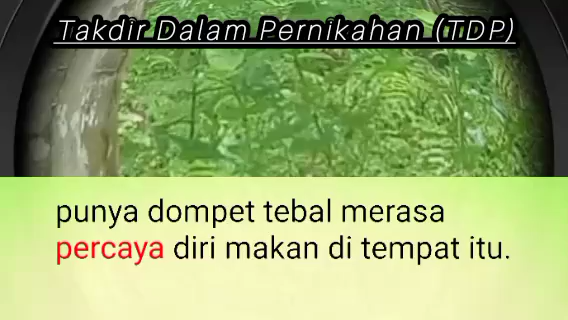 Takdir Dalam Pernikahan (TDP)
punya dompet tebal merasa
percaya diri makan di tempat itu.